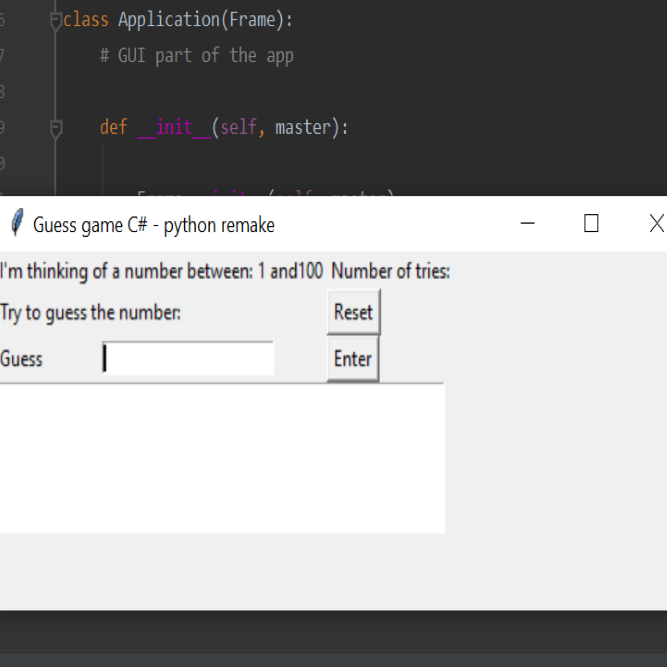 class Application(Frame):
# GUI part of the app
def __init__(self, master):
Guess game C# - python remake
I'm thinking of a number between: 1 and100 Number of tries:
Try to guess the number: Reset
Guess Enter